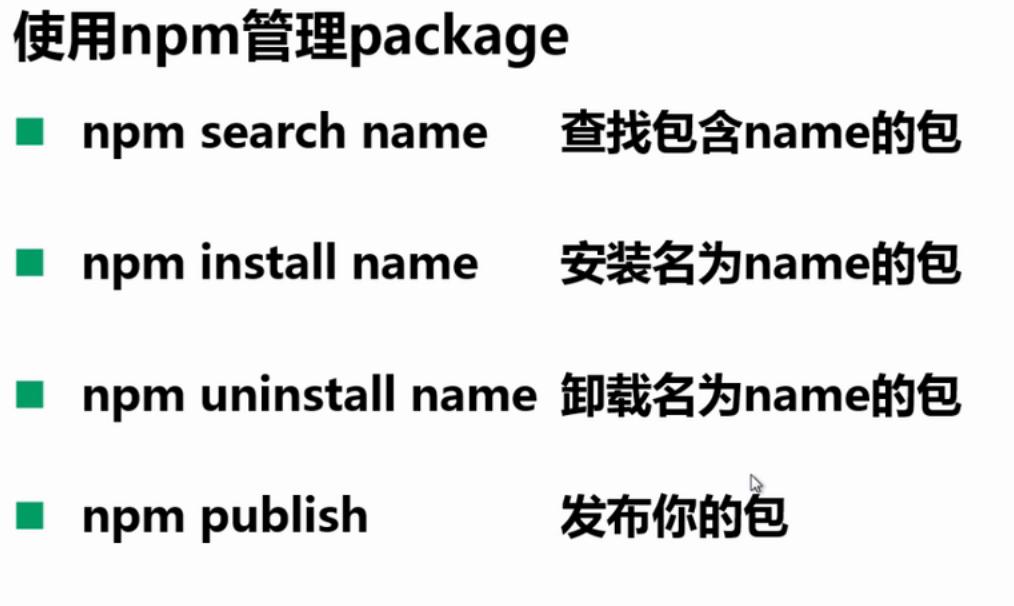 使用npm管理package
npm search name 查找包含name的包
npm install name 安装名为name的包
npm uninstall name 卸载名为name的包
npm publish 发布你的包